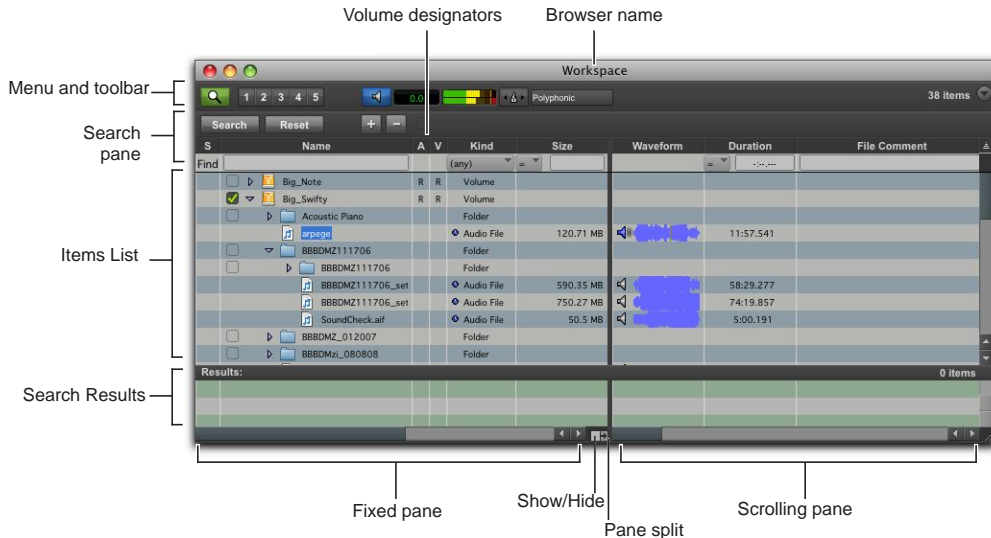 Volume designators Browser name
Workspace
Menu and toolbar
1 2 3 4 5 0.0 Polyphonic 38 items
Search pane
Search Reset + −
S Name A V Kind Size Waveform Duration File Comment
Find (any) = = -:--.---
Items List
Big_Note R R Volume
Big_Swifty R R Volume
Acoustic Piano Folder
arpege Audio File 120.71 MB 11:57.541
BBBDMZ111706 Folder
BBBDMZ111706 Folder
BBBDMZ111706_set Audio File 590.35 MB 58:29.277
BBBDMZ111706_set Audio File 750.27 MB 74:19.857
SoundCheck.aif Audio File 50.5 MB 5:00.191
BBBDMZ_012007 Folder
BBBDMzi_080808 Folder
Search Results
Results: 0 items
Fixed pane Show/Hide Scrolling pane
Pane split